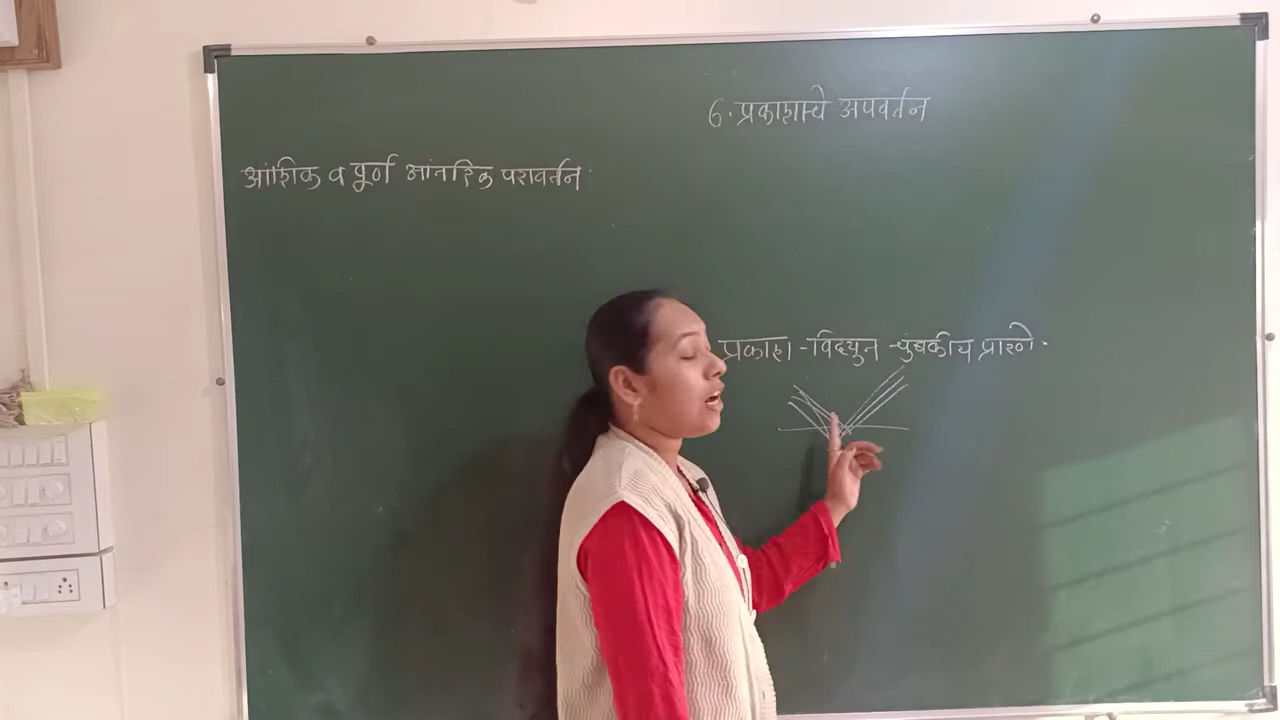 6. प्रकाशाचे अपवर्तन
आंशिक व पूर्ण आंतरिक परावर्तन.
प्रकाश - विद्युत - चुंबकीय प्रारणे.